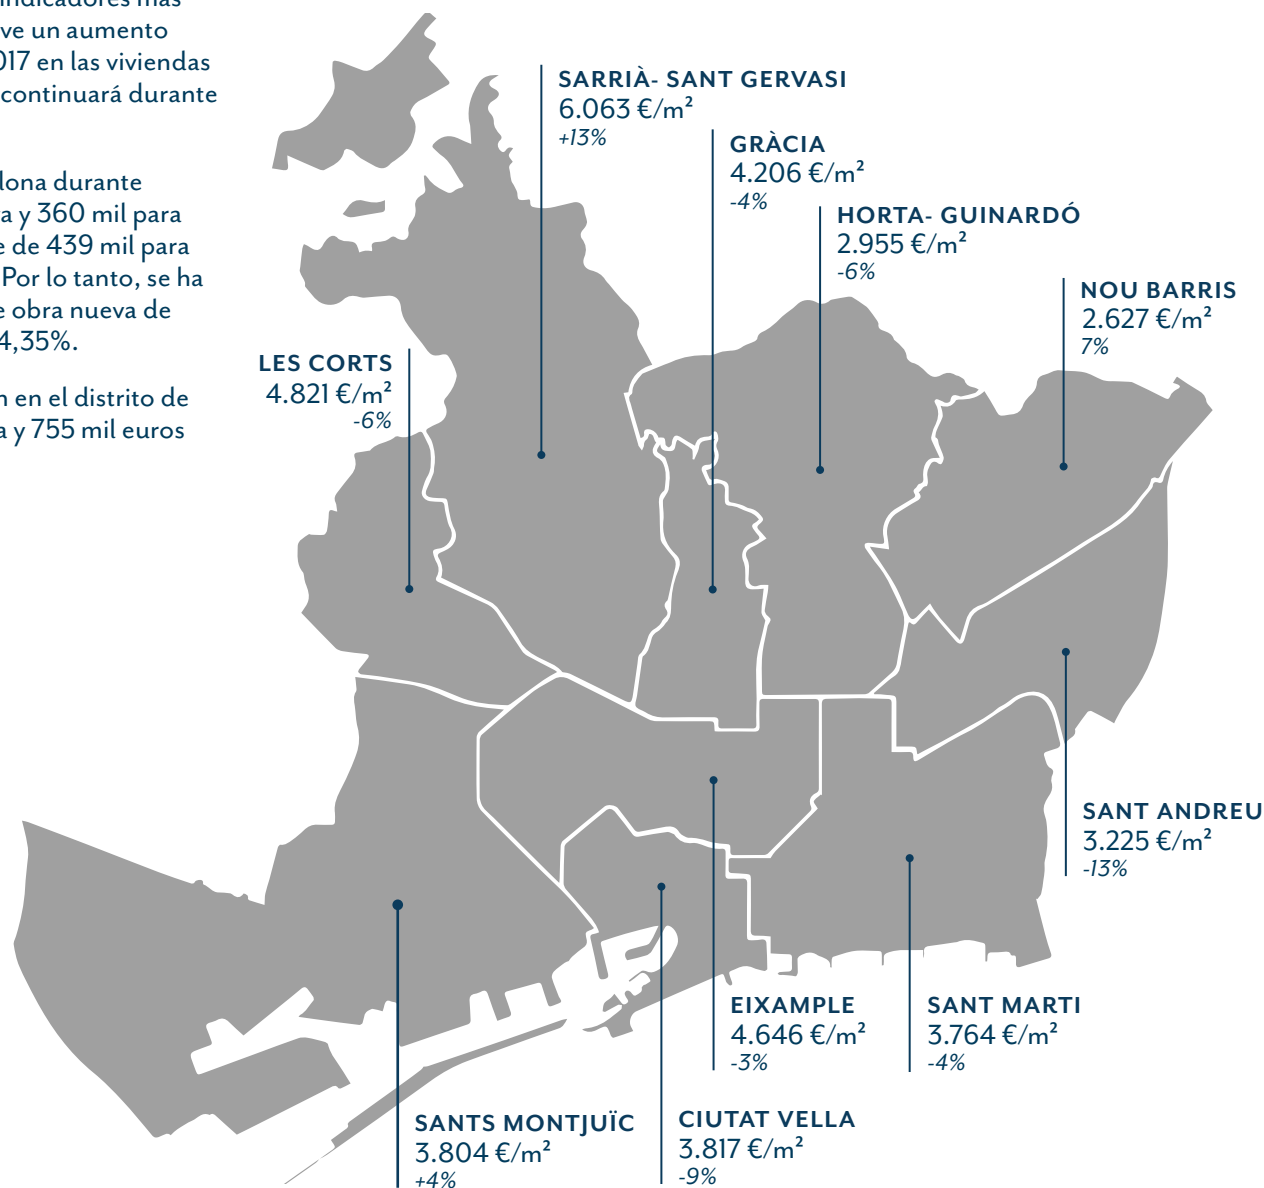 indicadores más
ve un aumento
017 en las viviendas
continuará durante
lona durante
a y 360 mil para
e de 439 mil para
Por lo tanto, se ha
e obra nueva de
4,35%.
n en el distrito de
a y 755 mil euros
SARRIÀ- SANT GERVASI
6.063 €/m²
+13%
GRÀCIA
4.206 €/m²
-4%
HORTA- GUINARDÓ
2.955 €/m²
-6%
NOU BARRIS
2.627 €/m²
7%
LES CORTS
4.821 €/m²
-6%
SANT ANDREU
3.225 €/m²
-13%
EIXAMPLE
4.646 €/m²
-3%
SANT MARTI
3.764 €/m²
-4%
SANTS MONTJUÏC
3.804 €/m²
+4%
CIUTAT VELLA
3.817 €/m²
-9%